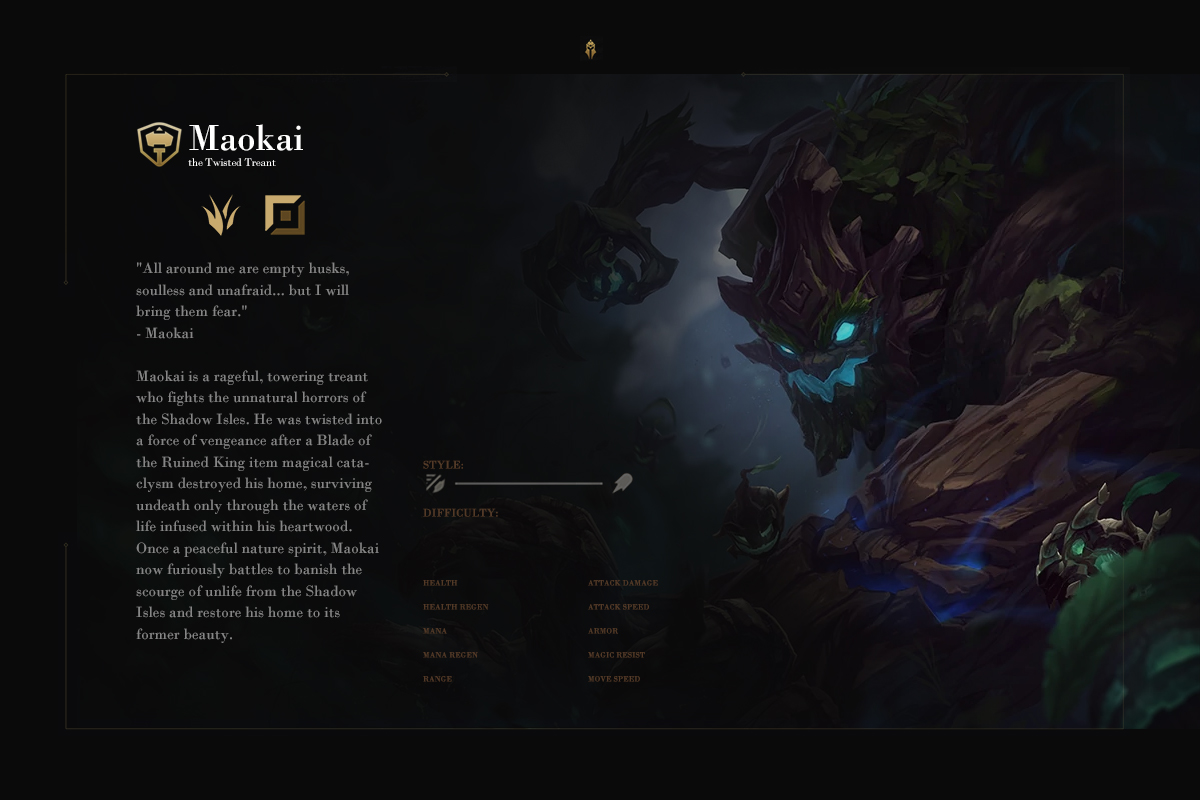 Maokai
the Twisted Treant
"All around me are empty husks,
soulless and unafraid... but I will
bring them fear."
- Maokai
Maokai is a rageful, towering treant
who fights the unnatural horrors of
the Shadow Isles. He was twisted into
a force of vengeance after a Blade of
the Ruined King item magical cata-
clysm destroyed his home, surviving
undeath only through the waters of
life infused within his heartwood.
Once a peaceful nature spirit, Maokai
now furiously battles to banish the
scourge of unlife from the Shadow
Isles and restore his home to its
former beauty.
STYLE:
DIFFICULTY:
HEALTH
HEALTH REGEN
MANA
MANA REGEN
RANGE
ATTACK DAMAGE
ATTACK SPEED
ARMOR
MAGIC RESIST
MOVE SPEED